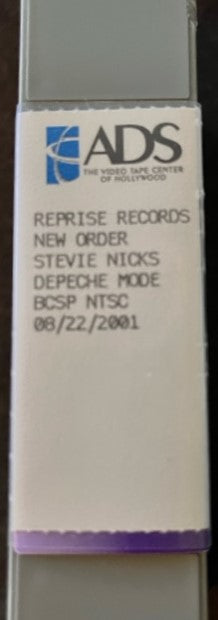 ADS
THE VIDEO TAPE CENTER
OF HOLLYWOOD
REPRISE RECORDS
NEW ORDER
STEVIE NICKS
DEPECHE MODE
BCSP NTSC
08/22/2001